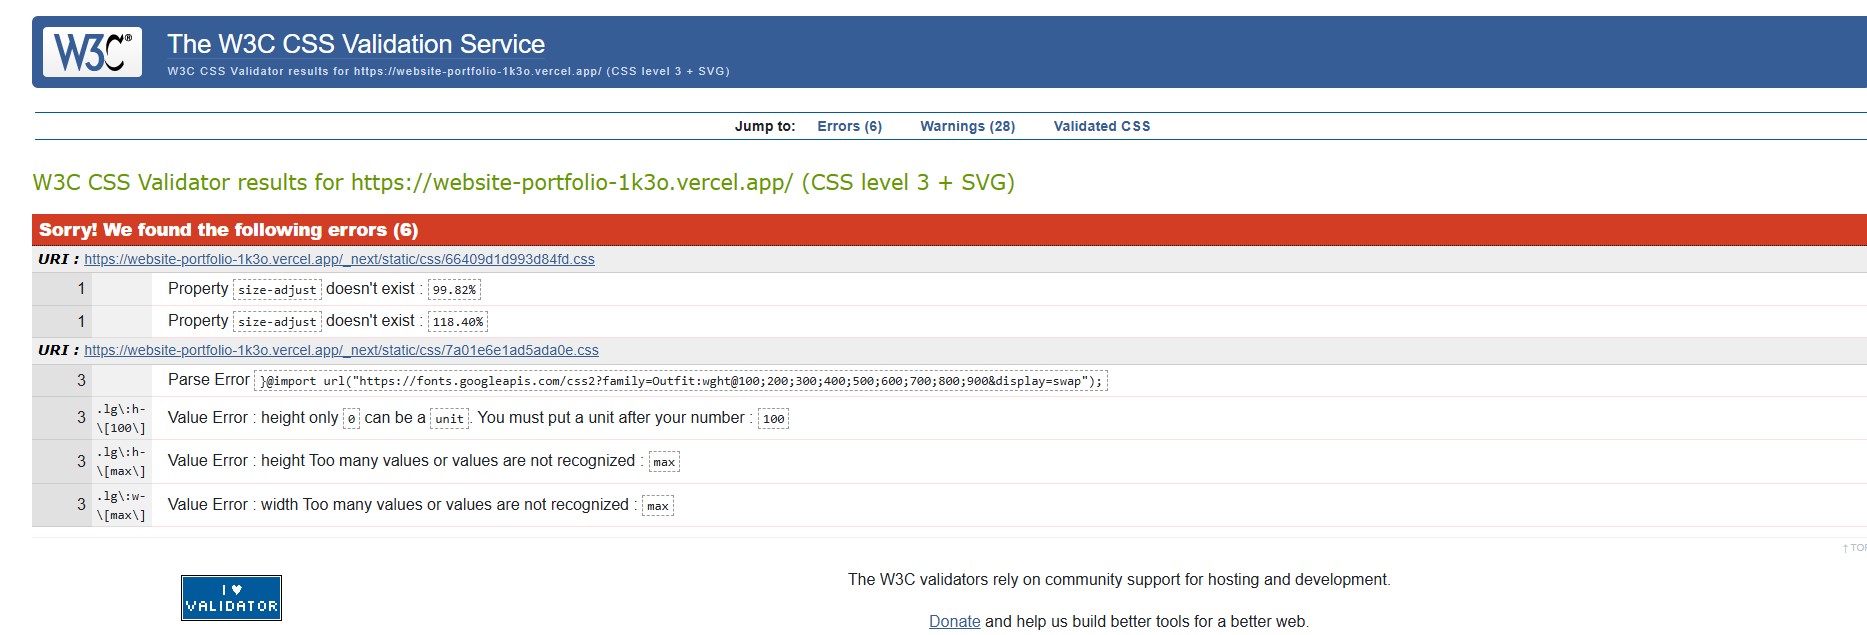 W3C®
The W3C CSS Validation Service
W3C CSS Validator results for https://website-portfolio-1k3o.vercel.app/ (CSS level 3 + SVG)
Jump to: Errors (6) Warnings (28) Validated CSS
W3C CSS Validator results for https://website-portfolio-1k3o.vercel.app/ (CSS level 3 + SVG)
Sorry! We found the following errors (6)
URI : https://website-portfolio-1k3o.vercel.app/_next/static/css/66409d1d993d84fd.css
1 Property size-adjust doesn't exist : 99.82%
1 Property size-adjust doesn't exist : 118.40%
URI : https://website-portfolio-1k3o.vercel.app/_next/static/css/7a01e6e1ad5ada0e.css
3 Parse Error }@import url("https://fonts.googleapis.com/css2?family=Outfit:wght@100;200;300;400;500;600;700;800;900&display=swap");
3 .lg\:h-\[100\] Value Error : height only 0 can be a unit. You must put a unit after your number : 100
3 .lg\:h-\[max\] Value Error : height Too many values or values are not recognized : max
3 .lg\:w-\[max\] Value Error : width Too many values or values are not recognized : max
↑ TOP
I ♥
VALIDATOR
The W3C validators rely on community support for hosting and development.
Donate and help us build better tools for a better web.